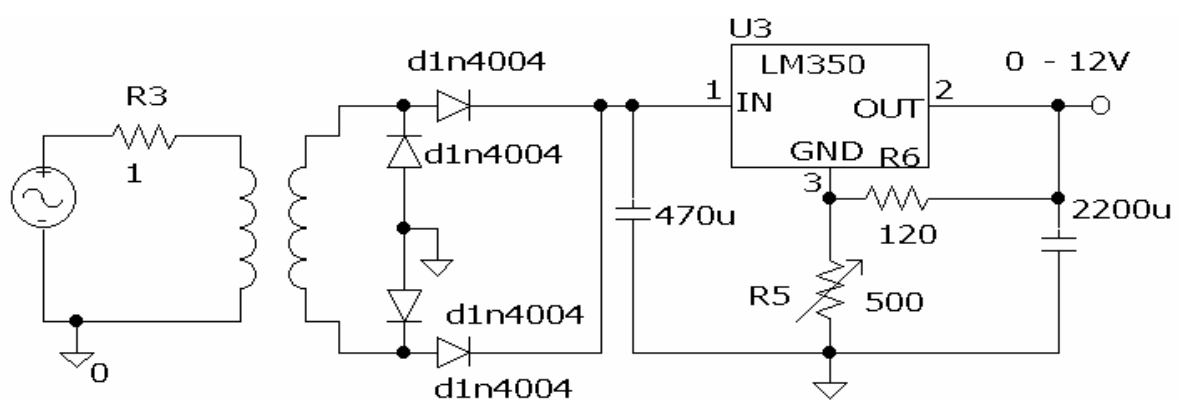 U3
d1n4004
LM350
0 - 12V
R3
1
IN
2
OUT
1
d1n4004
GND
R6
3
470u
120
2200u
R5
500
d1n4004
0
d1n4004